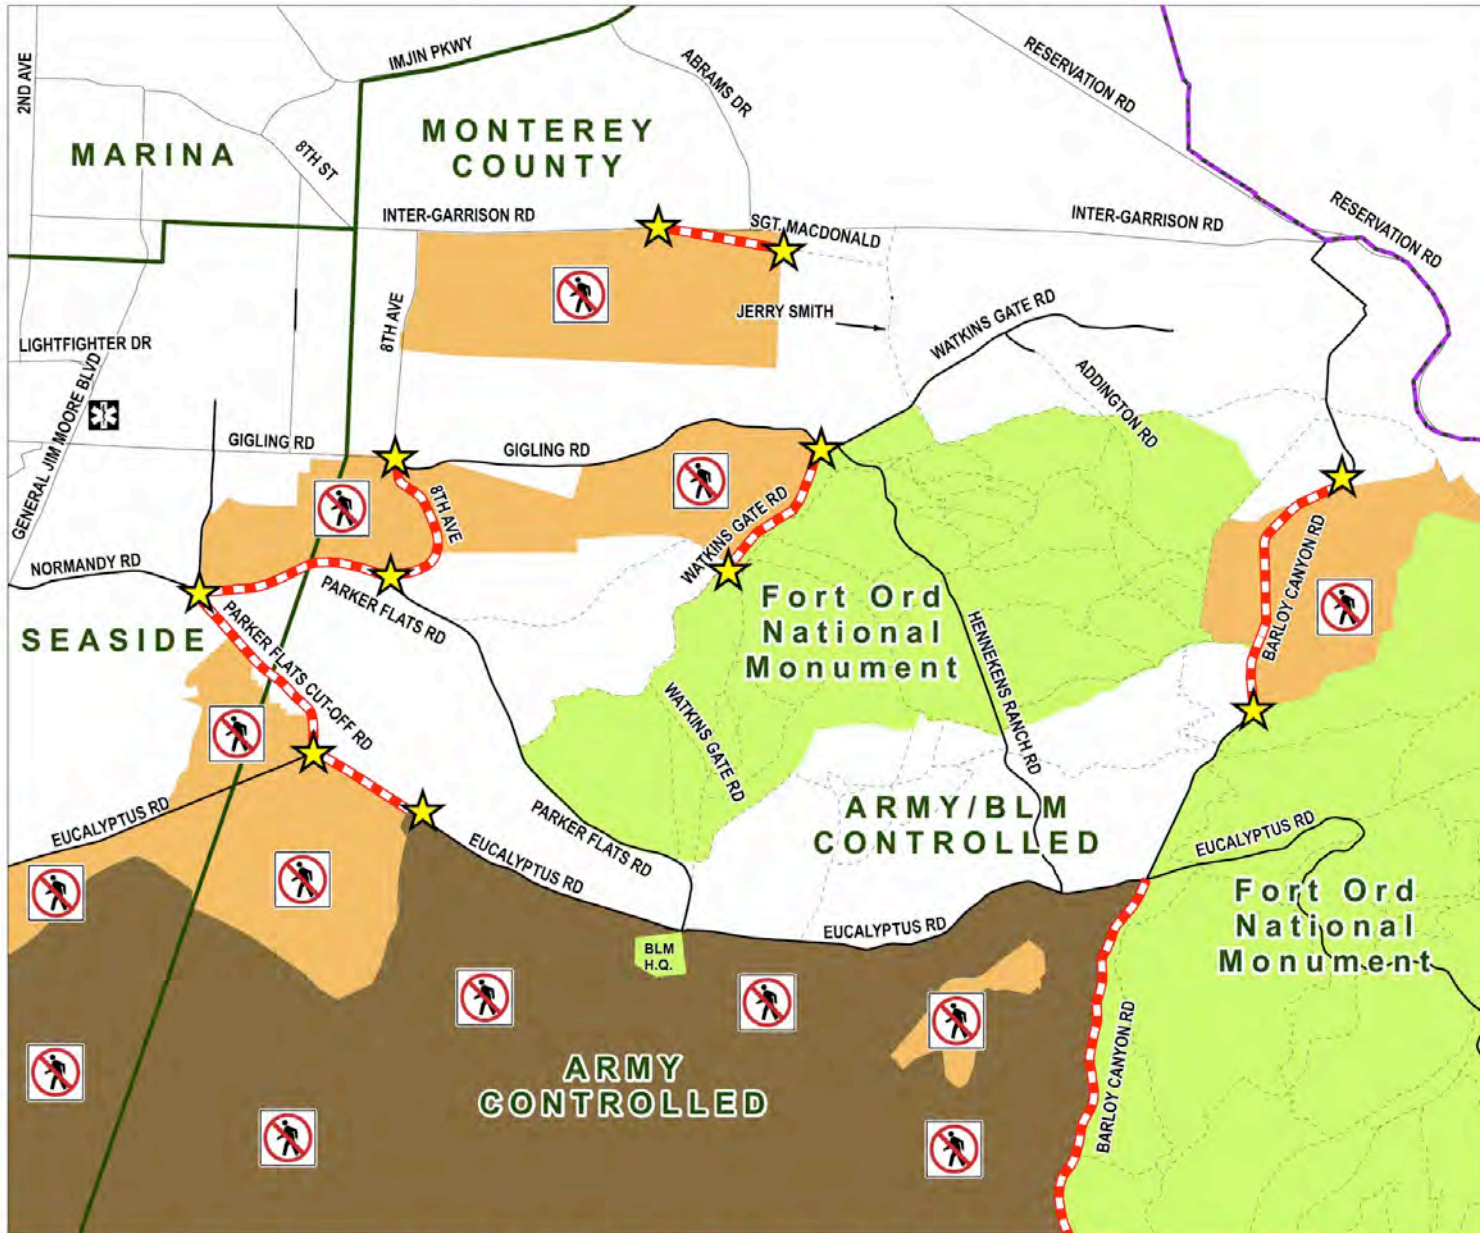 2ND AVE
IMJIN PKWY
ABRAMS DR
RESERVATION RD
MARINA
MONTEREY
COUNTY
8TH ST
RESERVATION RD
INTER-GARRISON RD
SGT. MACDONALD
INTER-GARRISON RD
8TH AVE
JERRY SMITH
WATKINS GATE RD
LIGHTFIGHTER DR
GENERAL JIM MOORE BLVD
ADDINGTON RD
GIGLING RD
GIGLING RD
8TH AVE
WATKINS GATE RD
BARLOY CANYON RD
NORMANDY RD
PARKER FLATS RD
Fort Ord
National
Monument
HENNEKENS RANCH RD
SEASIDE
PARKER FLATS CUT-OFF RD
WATKINS GATE RD
EUCALYPTUS RD
PARKER FLATS RD
ARMY/BLM
CONTROLLED
EUCALYPTUS RD
EUCALYPTUS RD
Fort Ord
National
Monument
EUCALYPTUS RD
BLM
H.Q.
BARLOY CANYON RD
ARMY
CONTROLLED